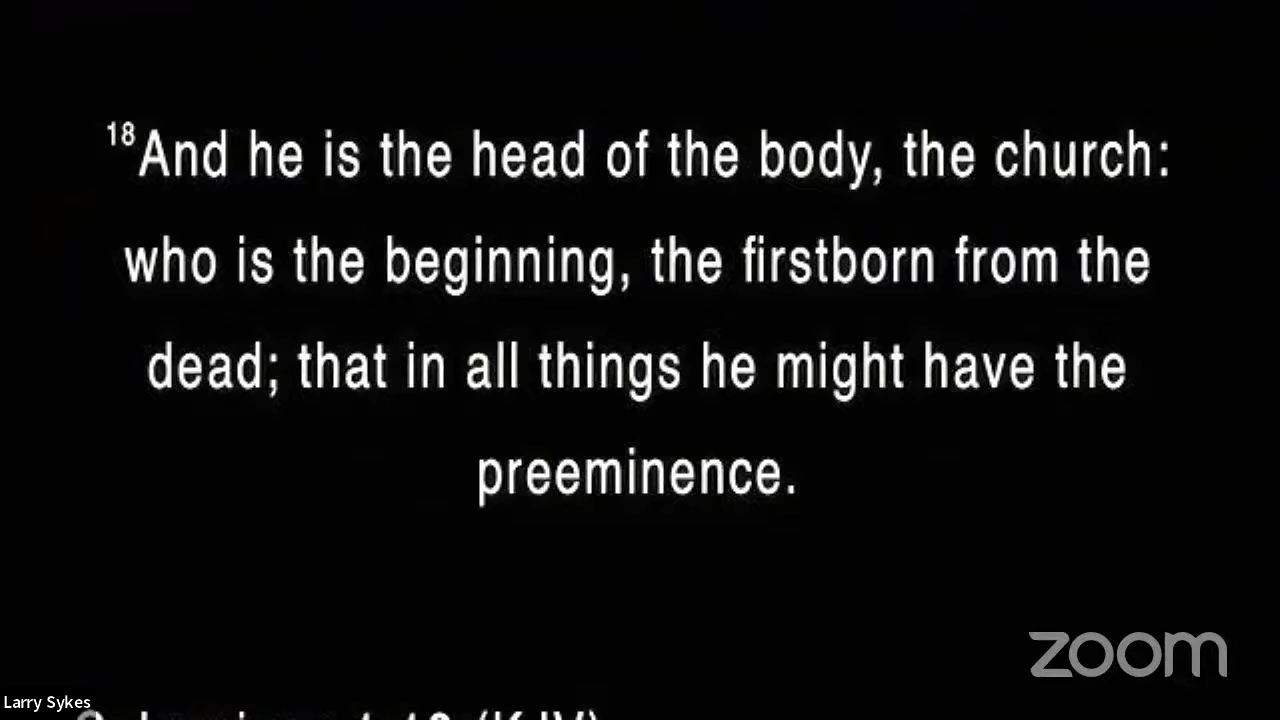 18And he is the head of the body, the church:
who is the beginning, the firstborn from the
dead; that in all things he might have the
preeminence.
zoom
Larry Sykes